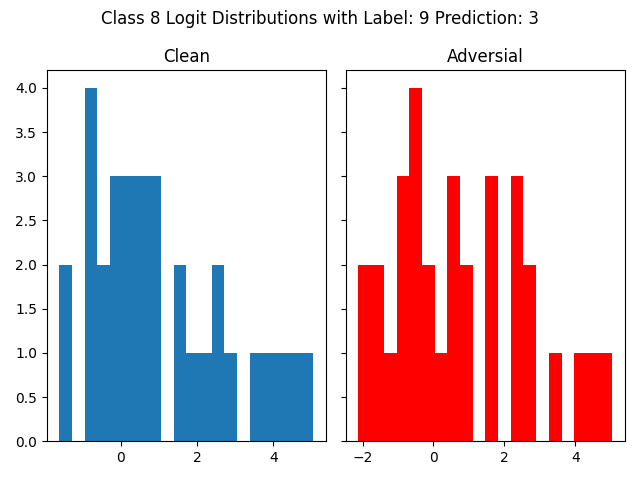 Class 8 Logit Distributions with Label: 9 Prediction: 3
Clean
Adversial
4.0
3.5
3.0
2.5
2.0
1.5
1.0
0.5
0.0
0 2 4
−2 0 2 4